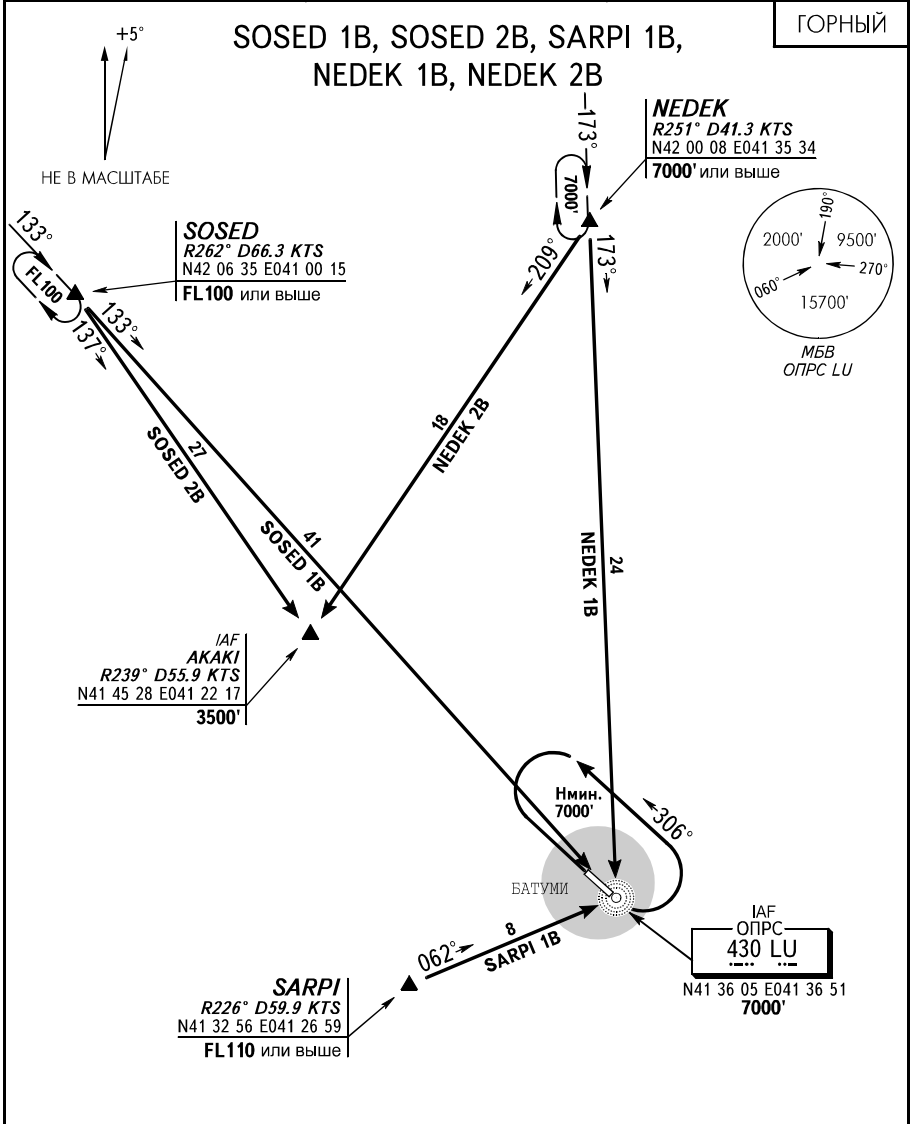 ГОРНЫЙ
SOSED 1B, SOSED 2B, SARPI 1B,
NEDEK 1B, NEDEK 2B
+5°
НЕ В МАСШТАБЕ
173°
NEDEK
R251° D41.3 KTS
N42 00 08 E041 35 34
7000' или выше
7000'
209°
173°
133°
SOSED
R262° D66.3 KTS
N42 06 35 E041 00 15
FL100 или выше
FL100
133°
137°
190°
2000'
9500'
060°
270°
15700'
МБВ
ОПРС LU
18
NEDEK 2B
27
SOSED 2B
41
SOSED 1B
24
NEDEK 1B
IAF
AKAKI
R239° D55.9 KTS
N41 45 28 E041 22 17
3500'
Нмин.
7000'
306°
БАТУМИ
IAF
ОПРС
430 LU
N41 36 05 E041 36 51
7000'
062°
8
SARPI 1B
SARPI
R226° D59.9 KTS
N41 32 56 E041 26 59
FL110 или выше